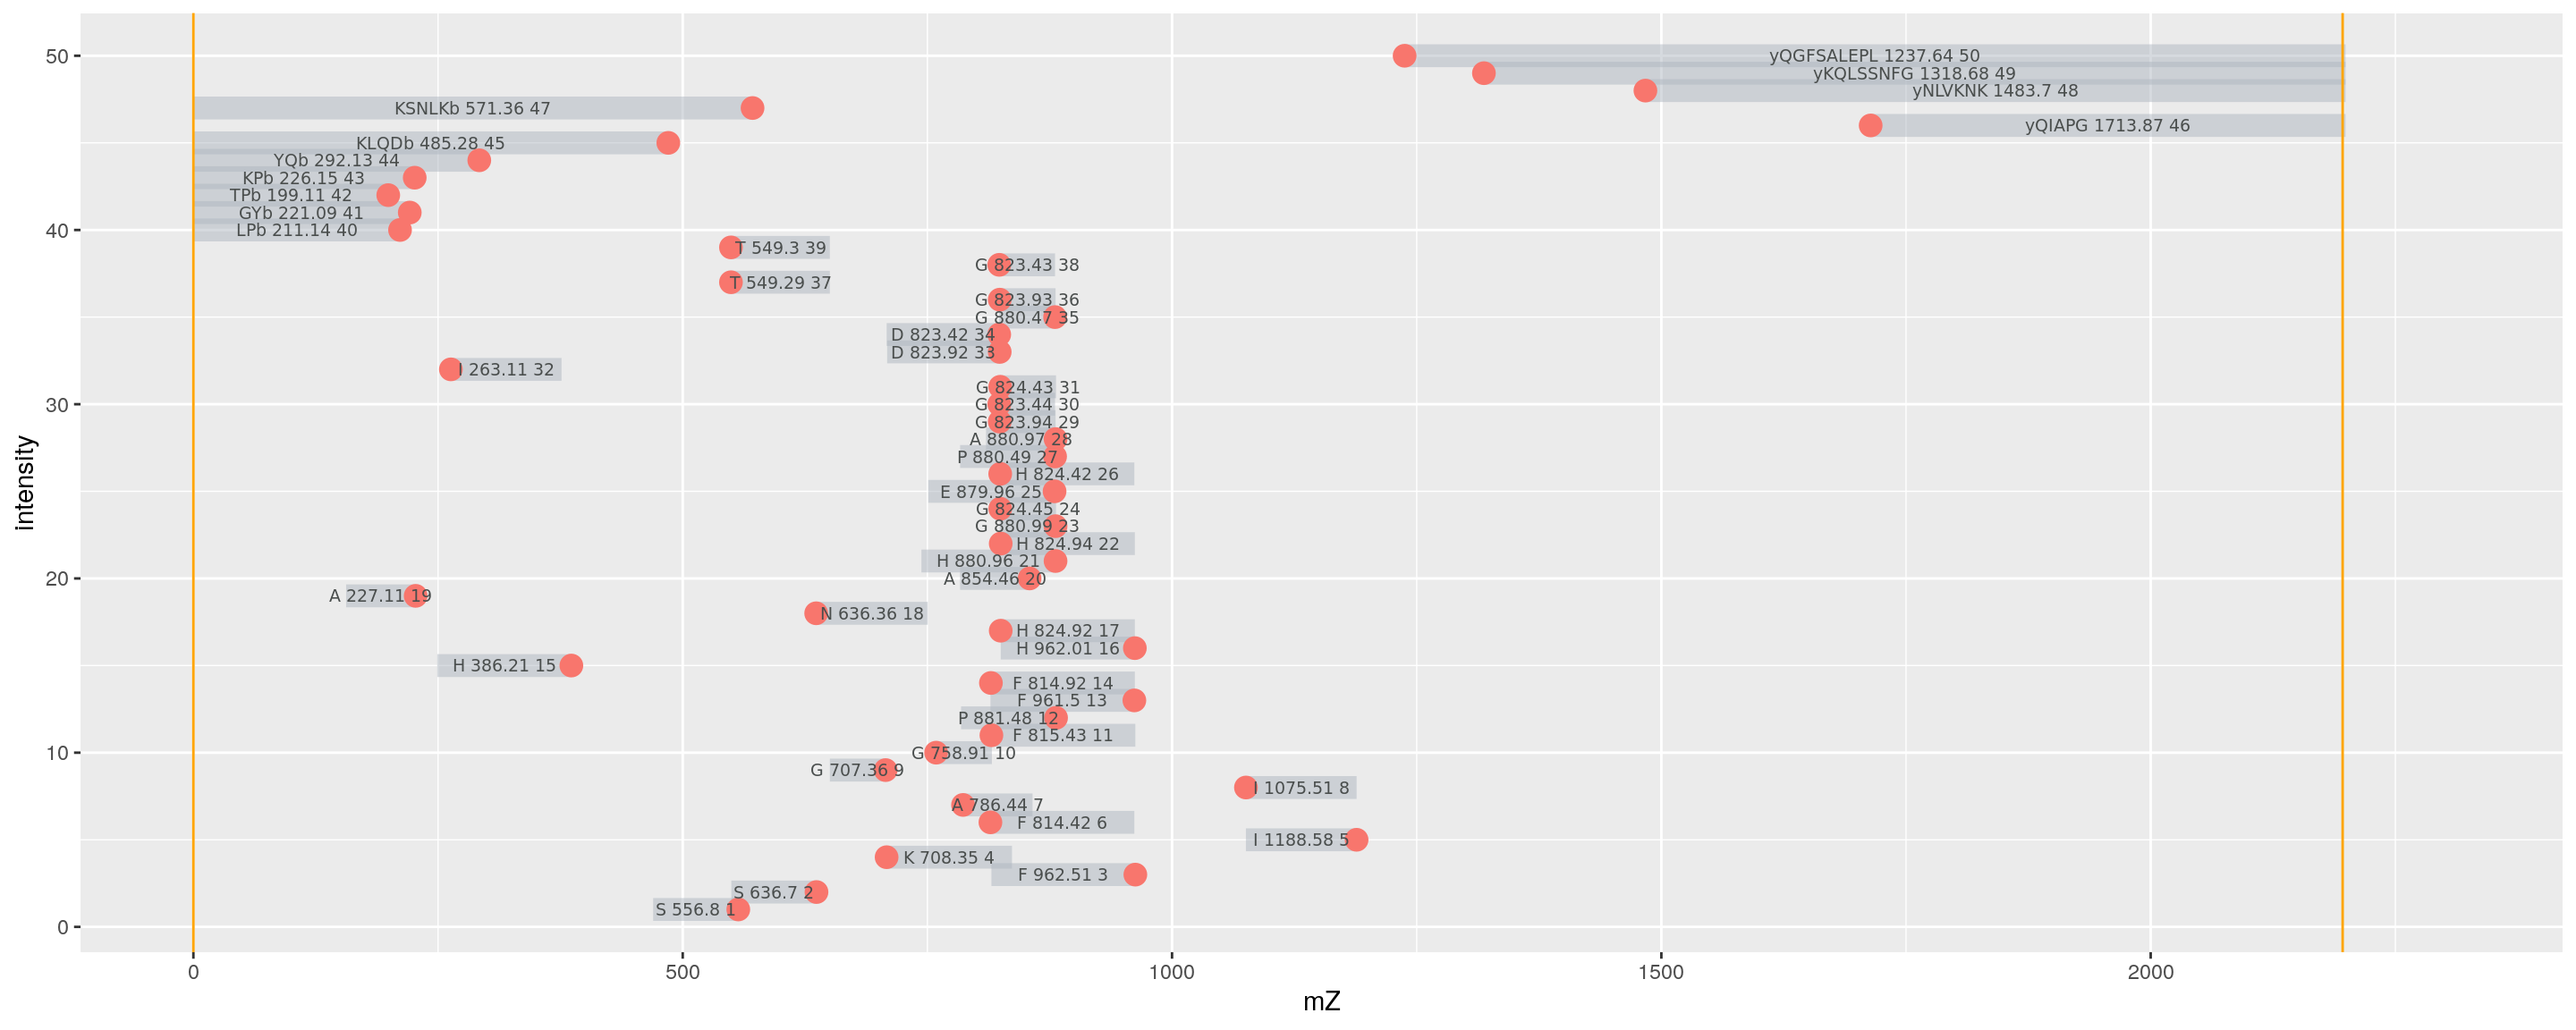 yQGFSALEPL 1237.64 50
yKQLSSNFG 1318.68 49
yNLVKNK 1483.7 48
KSNLKb 571.36 47
yQIAPG 1713.87 46
KLQDb 485.28 45
YQb 292.13 44
KPb 226.15 43
TPb 199.11 42
GYb 221.09 41
LPb 211.14 40
T 549.3 39
G 823.43 38
T 549.29 37
G 823.93 36
G 880.47 35
D 823.42 34
D 823.92 33
I 263.11 32
G 824.43 31
G 823.44 30
G 823.94 29
A 880.97 28
P 880.49 27
H 824.42 26
E 879.96 25
G 824.45 24
G 880.99 23
H 824.94 22
H 880.96 21
A 854.46 20
A 227.11 19
N 636.36 18
H 824.92 17
H 962.01 16
H 386.21 15
F 814.92 14
F 961.5 13
P 881.48 12
F 815.43 11
G 758.91 10
G 707.36 9
I 1075.51 8
A 786.44 7
F 814.42 6
I 1188.58 5
K 708.35 4
F 962.51 3
S 636.7 2
S 556.8 1
50
40
30
20
10
0
intensity
0 500 1000 1500 2000
mZ